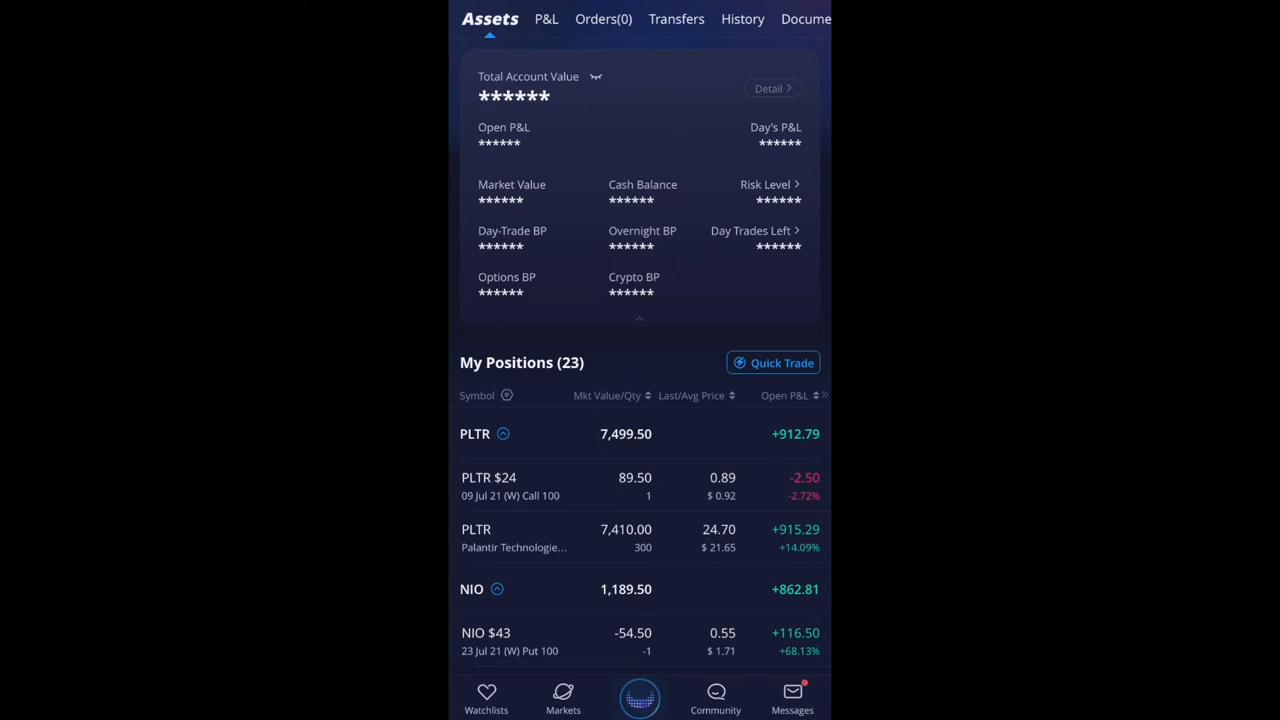 Assets P&L Orders(0) Transfers History Docume
Total Account Value
****** Detail >
Open P&L Day's P&L
****** ******
Market Value Cash Balance Risk Level >
****** ****** ******
Day-Trade BP Overnight BP Day Trades Left >
****** ****** ******
Options BP Crypto BP
****** ******
My Positions (23) Quick Trade
Symbol Mkt Value/Qty Last/Avg Price Open P&L
PLTR 7,499.50 +912.79
PLTR $24 89.50 0.89 -2.50
09 Jul 21 (W) Call 100 1 $ 0.92 -2.72%
PLTR 7,410.00 24.70 +915.29
Palantir Technologie... 300 $ 21.65 +14.09%
NIO 1,189.50 +862.81
NIO $43 -54.50 0.55 +116.50
23 Jul 21 (W) Put 100 -1 $ 1.71 +68.13%
Watchlists Markets Community Messages